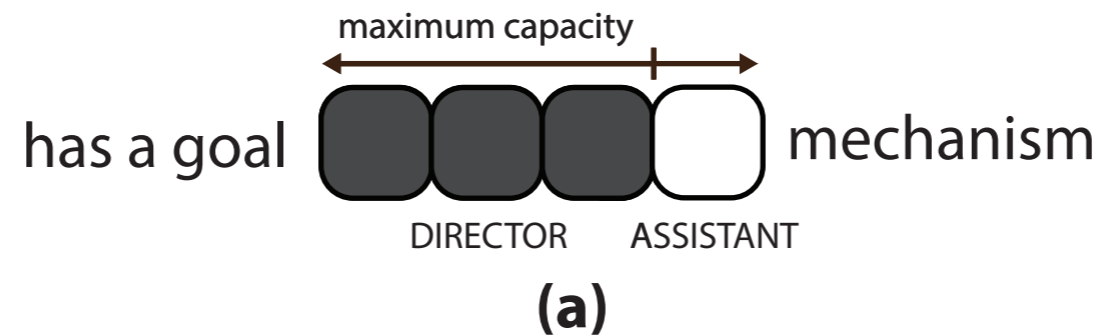 maximum capacity
has a goal mechanism
DIRECTOR ASSISTANT
(a)